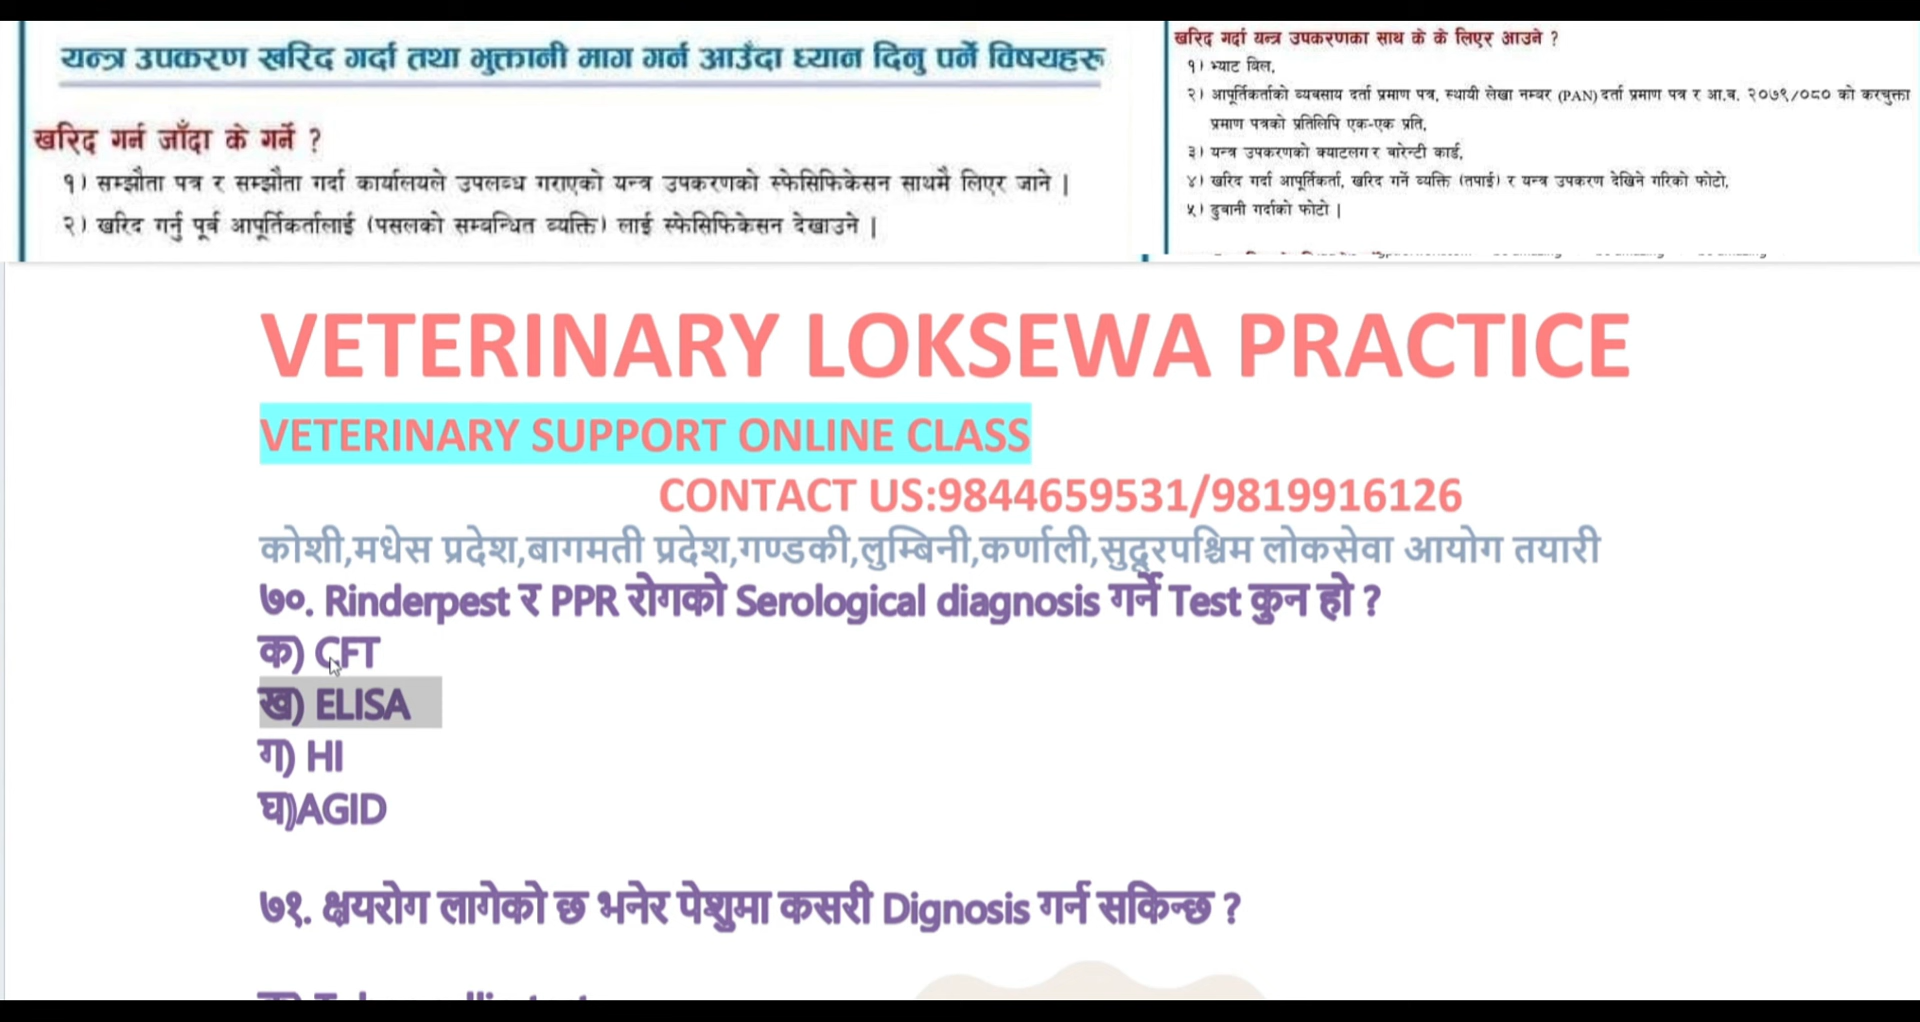 यन्त्र उपकरण खरिद गर्दा तथा भुक्तानी माग गर्न आउँदा ध्यान दिनु पर्ने विषयहरू
खरिद गर्न जाँदा के गर्ने ?
१) सम्झौता पत्र र सम्झौता गर्दा कार्यालयले उपलब्ध गराएको यन्त्र उपकरणको स्फेसिफिकेसन साथमै लिएर जाने |
२) खरिद गर्नु पूर्व आपूर्तिकर्तालाई (पसलको सम्बन्धित व्यक्ति) लाई स्फेसिफिकेसन देखाउने |
खरिद गर्दा यन्त्र उपकरणका साथ के के लिएर आउने ?
१) भ्याट बिल,
२) आपूर्तिकर्ताको व्यबसाय दर्ता प्रमाण पत्र, स्थायी लेखा नम्बर (PAN) दर्ता प्रमाण पत्र र आ.ब. २०७९/०८० को करचुक्ता
प्रमाण पत्रको प्रतिलिपि एक-एक प्रति,
३) यन्त्र उपकरणको क्याटलग र बारेन्टी कार्ड,
४) खरिद गर्दा आपूर्तिकर्ता, खरिद गर्ने व्यक्ति (तपाई) र यन्त्र उपकरण देखिने गरिको फोटो,
५) ढुबानी गर्दाको फोटो |
VETERINARY LOKSEWA PRACTICE
VETERINARY SUPPORT ONLINE CLASS
CONTACT US:9844659531/9819916126
कोशी,मधेस प्रदेश,बागमती प्रदेश,गण्डकी,लुम्बिनी,कर्णाली,सुदूरपश्चिम लोकसेवा आयोग तयारी
७०. Rinderpest र PPR रोगको Serological diagnosis गर्ने Test कुन हो ?
क) CFT
ख) ELISA
ग) HI
घ)AGID
७१. क्षयरोग लागेको छ भनेर पेशुमा कसरी Dignosis गर्न सकिन्छ ?